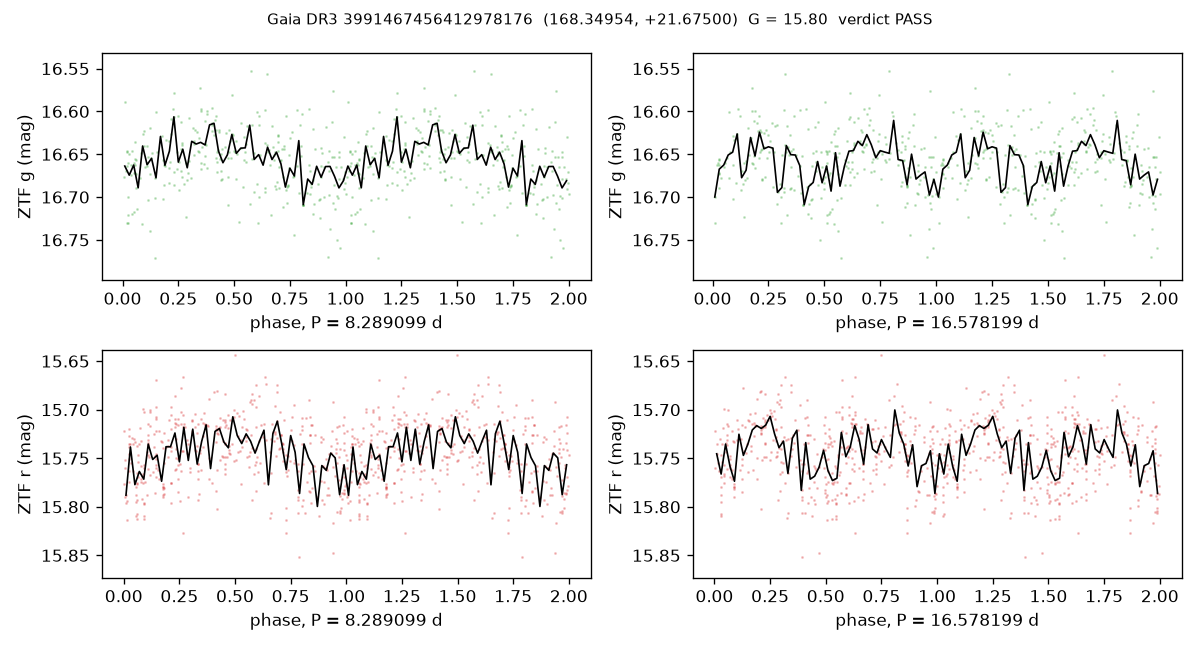 Gaia DR3 3991467456412978176 (168.34954, +21.67500) G = 15.80 verdict PASS
ZTF g (mag)
16.55
16.60
16.65
16.70
16.75
0.00 0.25 0.50 0.75 1.00 1.25 1.50 1.75 2.00
phase, P = 8.289099 d
ZTF g (mag)
16.55
16.60
16.65
16.70
16.75
0.00 0.25 0.50 0.75 1.00 1.25 1.50 1.75 2.00
phase, P = 16.578199 d
ZTF r (mag)
15.65
15.70
15.75
15.80
15.85
0.00 0.25 0.50 0.75 1.00 1.25 1.50 1.75 2.00
phase, P = 8.289099 d
ZTF r (mag)
15.65
15.70
15.75
15.80
15.85
0.00 0.25 0.50 0.75 1.00 1.25 1.50 1.75 2.00
phase, P = 16.578199 d